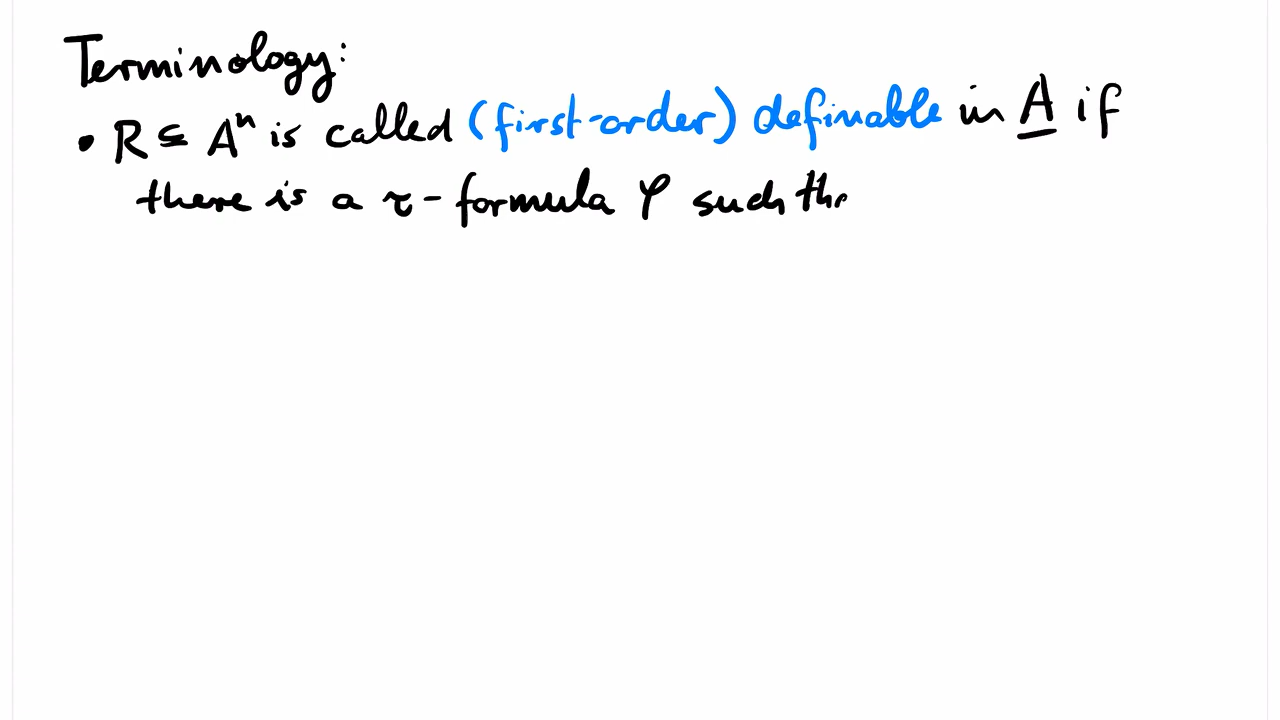 Terminology:
• R ⊆ Aⁿ is called (first-order) definable in A̲ if
there is a τ-formula φ such